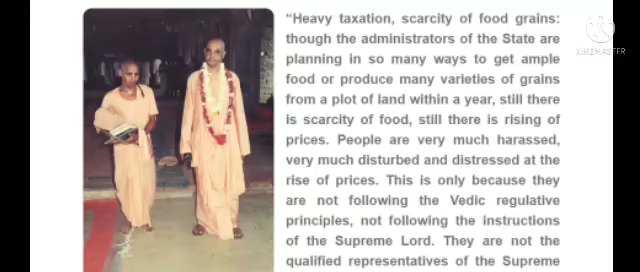 “Heavy taxation, scarcity of food grains:
though the administrators of the State are
planning in so many ways to get ample
food or produce many varieties of grains
from a plot of land within a year, still there
is scarcity of food, still there is rising of
prices. People are very much harassed,
very much disturbed and distressed at the
rise of prices. This is only because they
are not following the Vedic regulative
principles, not following the instructions
of the Supreme Lord. They are not the
qualified representatives of the Supreme